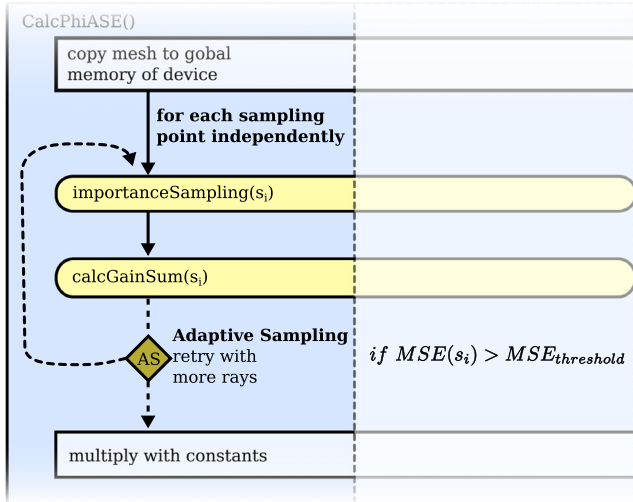 CalcPhiASE()
copy mesh to gobal
memory of device
for each sampling
point independently
importanceSampling(sᵢ)
calcGainSum(sᵢ)
Adaptive Sampling
AS
retry with
more rays
if MSE(sᵢ) > MSE_threshold
multiply with constants